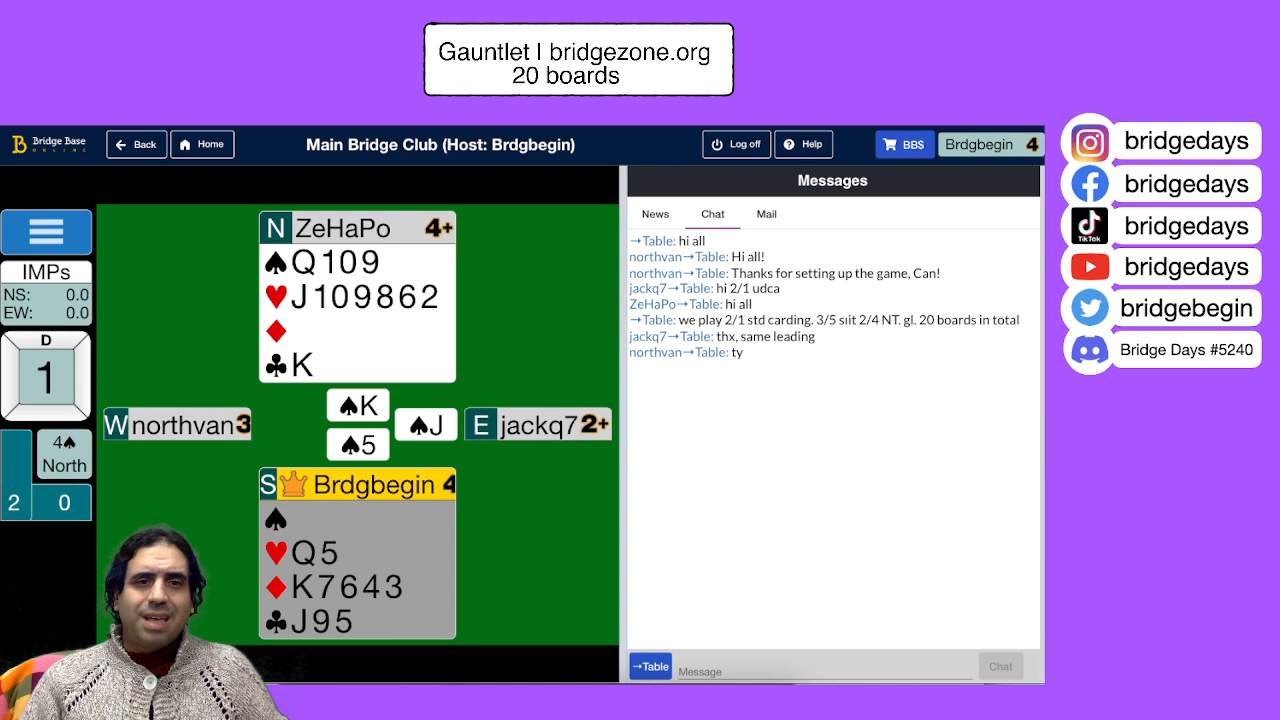 Gauntlet I bridgezone.org
20 boards
B Bridge Base
ONLINE
Back
Home
Main Bridge Club (Host: Brdgbegin)
Log off
Help
BB$
Brdgbegin 4
IMPs
NS: 0.0
EW: 0.0
D
1
4♠
North
2 0
N ZeHaPo 4+
♠Q109
♥J109862
♦
♣K
W northvan 3
♠K
♠J
♠5
E jackq7 2+
S Brdgbegin 4
♠
♥Q5
♦K7643
♣J95
Messages
News Chat Mail
→Table: hi all
northvan→Table: Hi all!
northvan→Table: Thanks for setting up the game, Can!
jackq7→Table: hi 2/1 udca
ZeHaPo→Table: hi all
→Table: we play 2/1 std carding. 3/5 sıit 2/4 NT. gl. 20 boards in total
jackq7→Table: thx, same leading
northvan→Table: ty
→Table Message Chat
bridgedays
bridgedays
TikTok bridgedays
bridgedays
bridgebegin
Bridge Days #5240